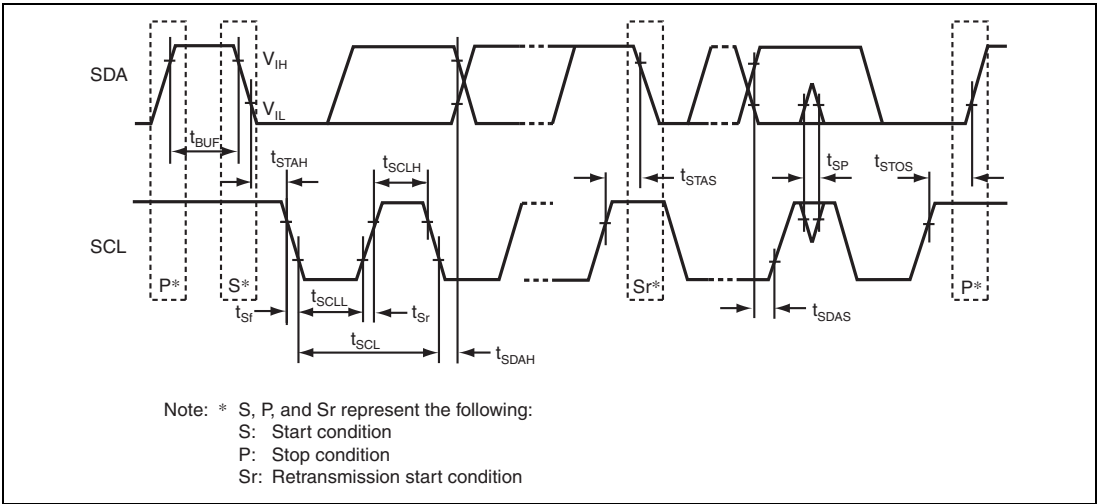 SDA
V_IH
V_IL
t_BUF
t_STAH
t_SCLH
t_STAS
t_SP
t_STOS
SCL
P*
S*
Sr*
P*
t_Sf
t_SCLL
t_Sr
t_SDAS
t_SCL
t_SDAH
Note: * S, P, and Sr represent the following:
S: Start condition
P: Stop condition
Sr: Retransmission start condition